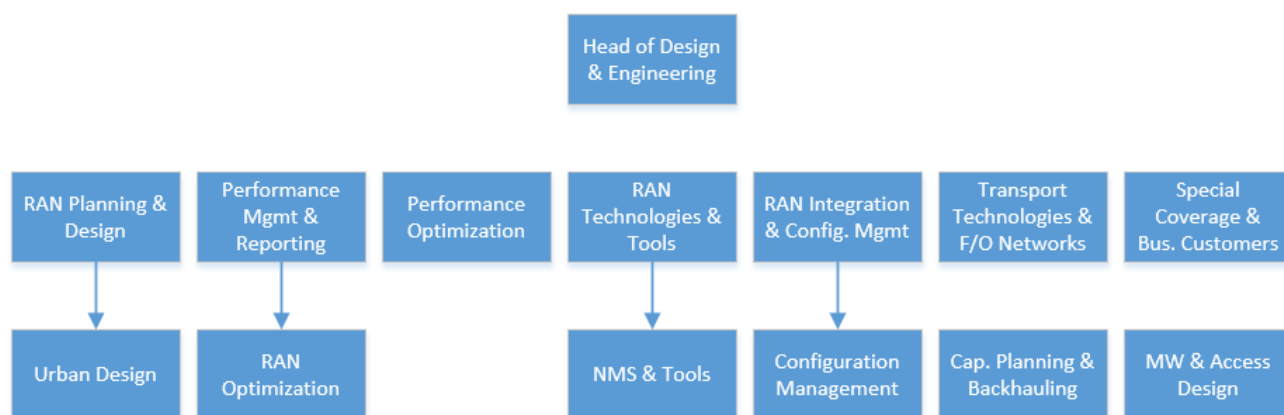 Head of Design
& Engineering
RAN Planning &
Design
Performance
Mgmt &
Reporting
Performance
Optimization
RAN
Technologies &
Tools
RAN Integration
& Config. Mgmt
Transport
Technologies &
F/O Networks
Special
Coverage &
Bus. Customers
Urban Design
RAN
Optimization
NMS & Tools
Configuration
Management
Cap. Planning &
Backhauling
MW & Access
Design